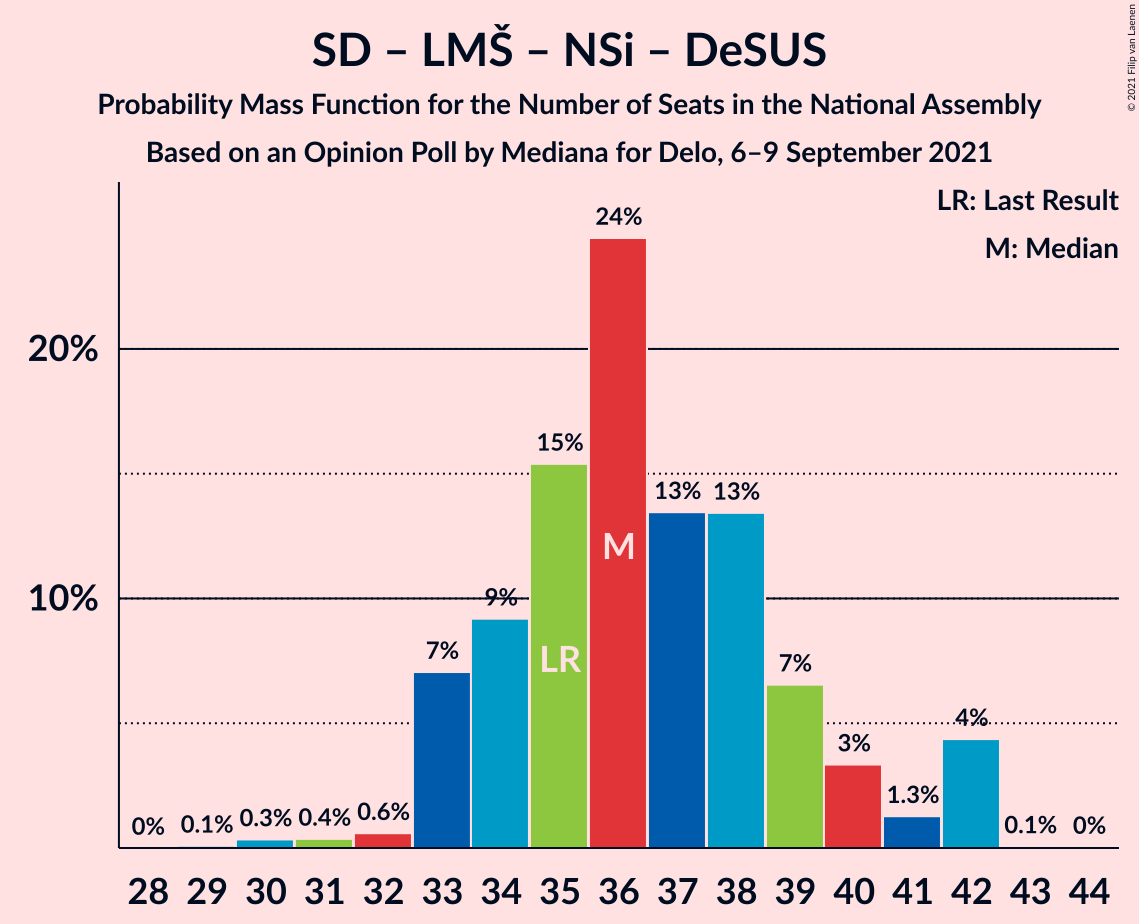 SD – LMŠ – NSi – DeSUS
Probability Mass Function for the Number of Seats in the National Assembly
Based on an Opinion Poll by Mediana for Delo, 6–9 September 2021
© 2021 Filip van Laenen
LR: Last Result
M: Median
20%
10%
0% 0.1% 0.3% 0.4% 0.6% 7% 9% 15% 24% 13% 13% 7% 3% 1.3% 4% 0.1% 0%
LR
M
28 29 30 31 32 33 34 35 36 37 38 39 40 41 42 43 44